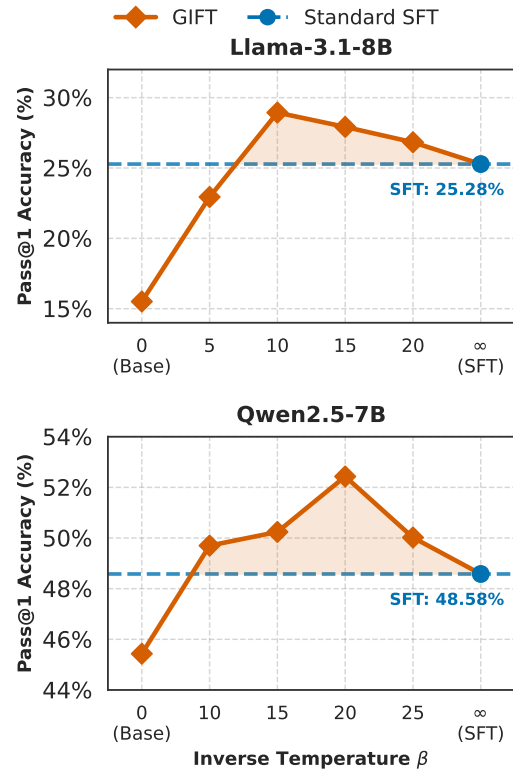 GIFT Standard SFT
Llama-3.1-8B
Pass@1 Accuracy (%)
30%
25%
20%
15%
SFT: 25.28%
0 5 10 15 20 ∞
(Base) (SFT)
Qwen2.5-7B
Pass@1 Accuracy (%)
54%
52%
50%
48%
46%
44%
SFT: 48.58%
0 10 15 20 25 ∞
(Base) (SFT)
Inverse Temperature β